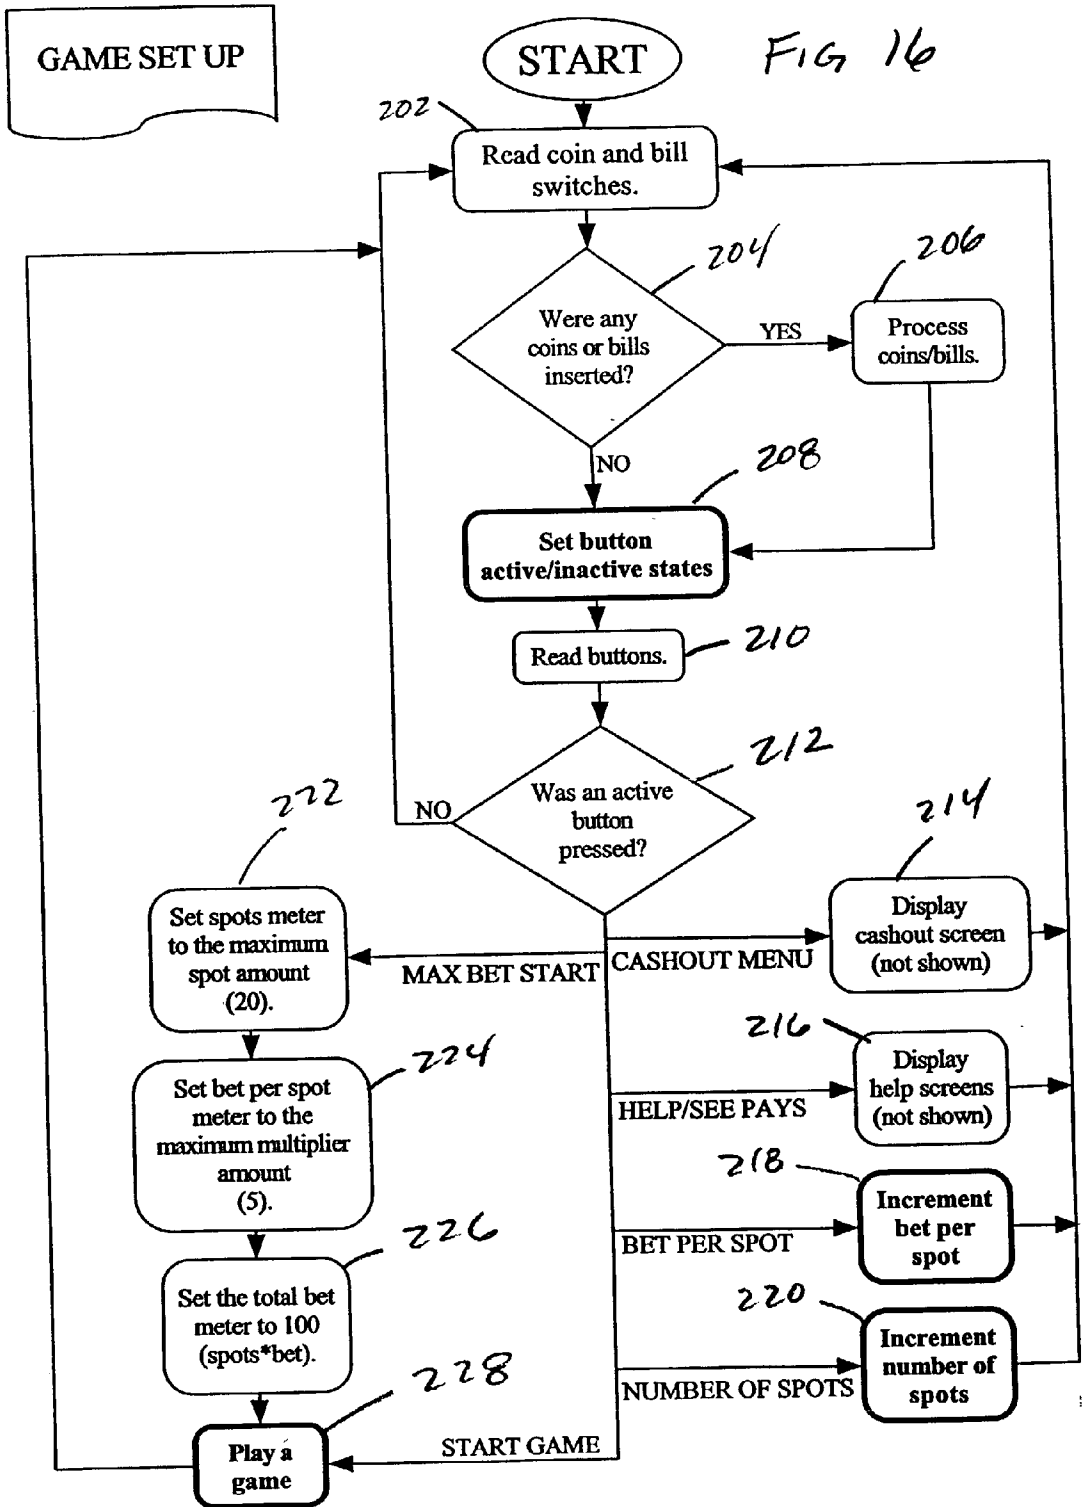 GAME SET UP
START
FIG 16
202
Read coin and bill
switches.
204
206
Were any
coins or bills
inserted?
YES
Process
coins/bills.
NO
208
Set button
active/inactive states
210
Read buttons.
212
Was an active
button
pressed?
NO
222
214
Set spots meter
to the maximum
spot amount
(20).
MAX BET START
CASHOUT MENU
Display
cashout screen
(not shown)
224
216
Set bet per spot
meter to the
maximum multiplier
amount
(5).
HELP/SEE PAYS
Display
help screens
(not shown)
218
226
BET PER SPOT
Increment
bet per
spot
Set the total bet
meter to 100
(spots*bet).
220
228
NUMBER OF SPOTS
Increment
number of
spots
Play a
game
START GAME